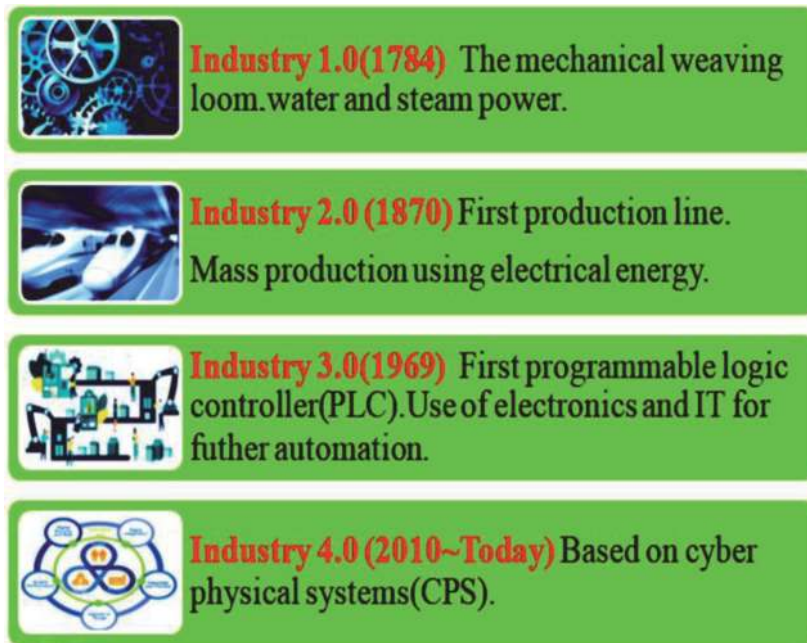 Industry 1.0(1784) The mechanical weaving
loom.water and steam power.
Industry 2.0 (1870) First production line.
Mass production using electrical energy.
Industry 3.0(1969) First programmable logic
controller(PLC).Use of electronics and IT for
futher automation.
Industry 4.0 (2010~Today) Based on cyber
physical systems(CPS).